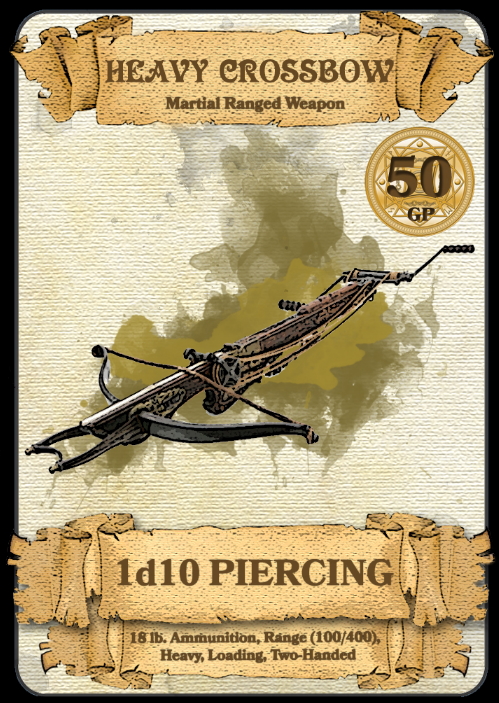 HEAVY CROSSBOW
Martial Ranged Weapon
50
GP
1d10 PIERCING
18 lb. Ammunition, Range (100/400),
Heavy, Loading, Two-Handed